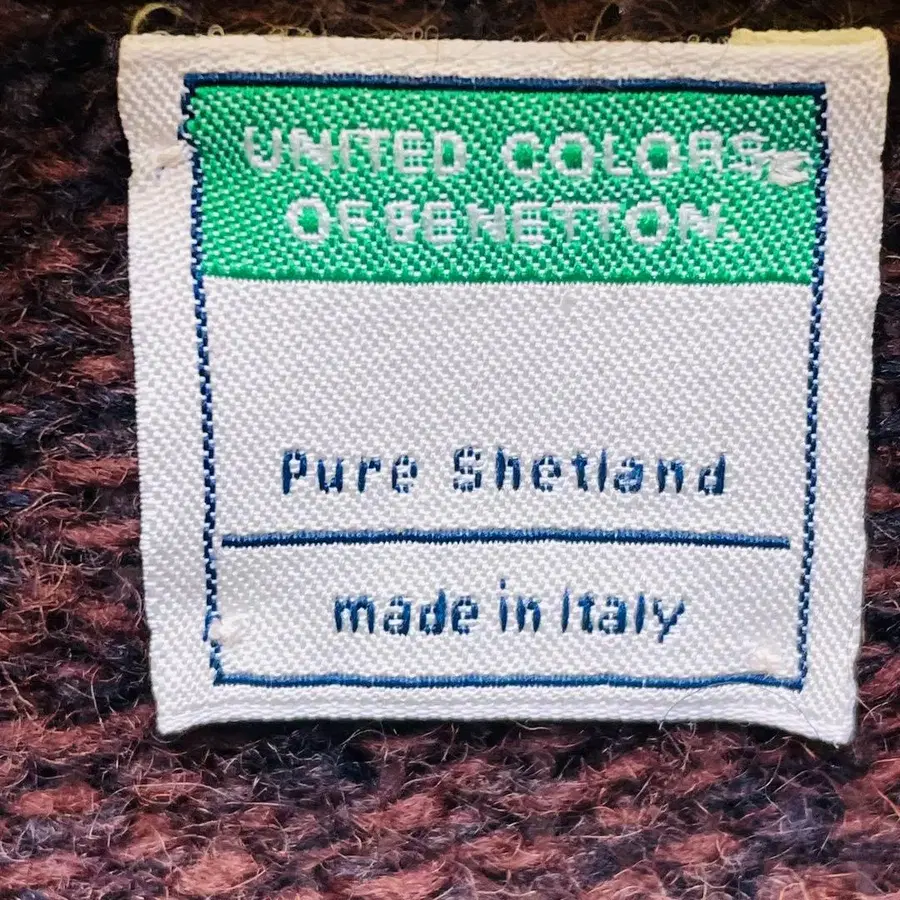 UNITED COLORS
OF BENETTON.
Pure Shetland
made in Italy